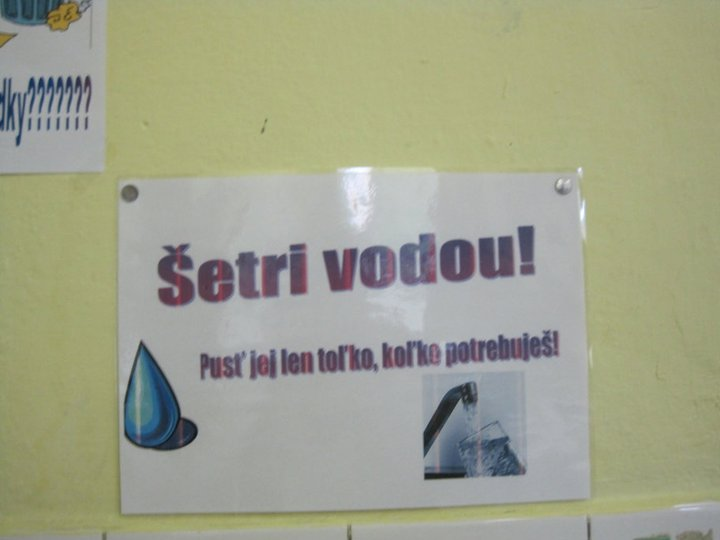 Šetri vodou!
Pusť jej len toľko, koľko potrebuješ!